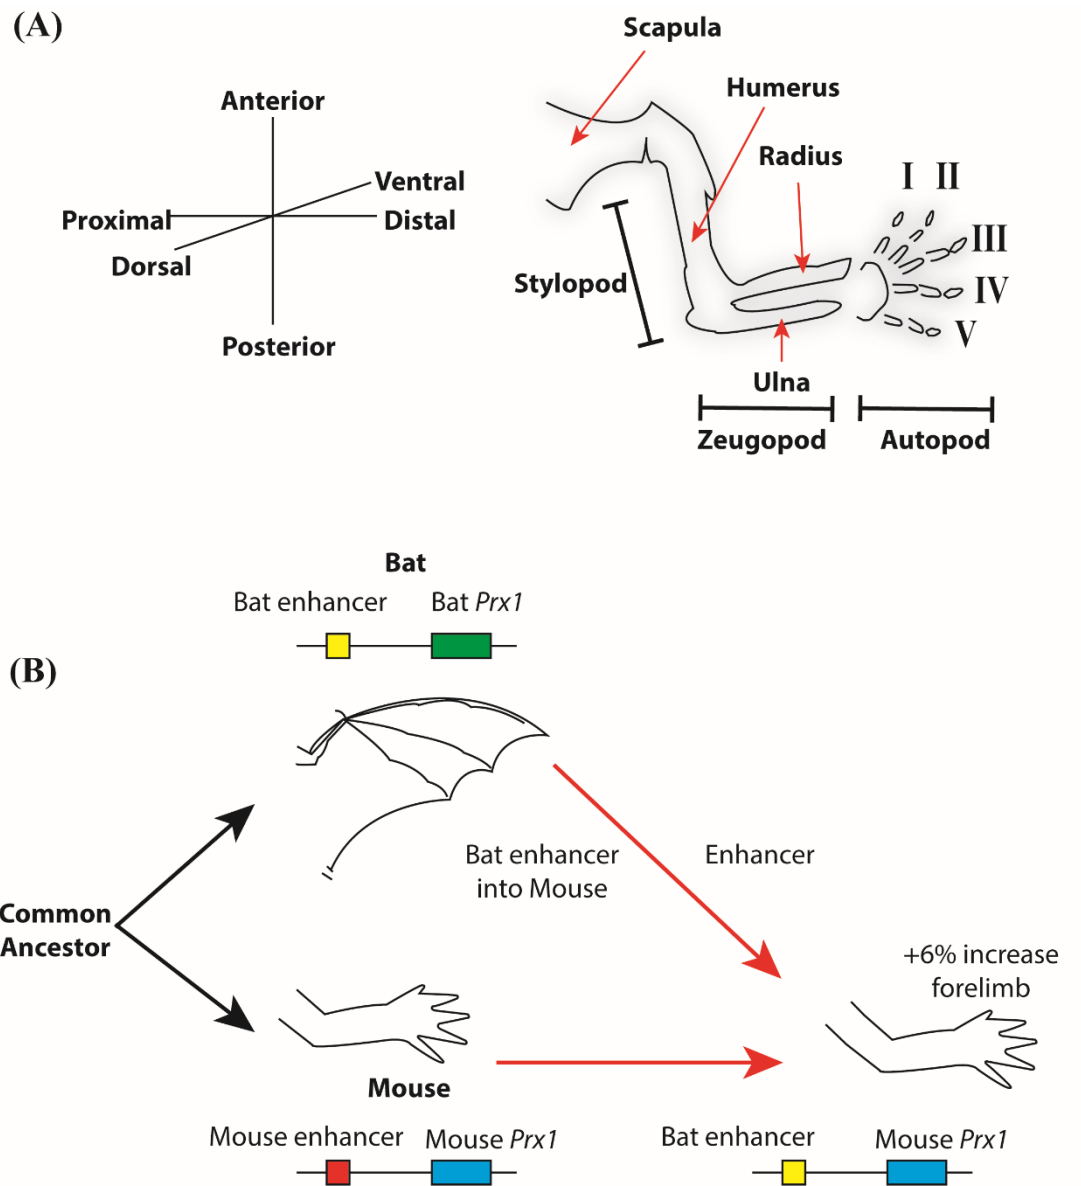 (A)
Scapula
Anterior
Humerus
Radius
I II
Ventral
Proximal
Distal
III
Dorsal
Stylopod
IV
V
Posterior
Ulna
Zeugopod
Autopod
Bat
Bat enhancer
Bat Prx1
(B)
Bat enhancer
into Mouse
Enhancer
Common
Ancestor
+6% increase
forelimb
Mouse
Mouse enhancer
Mouse Prx1
Bat enhancer
Mouse Prx1